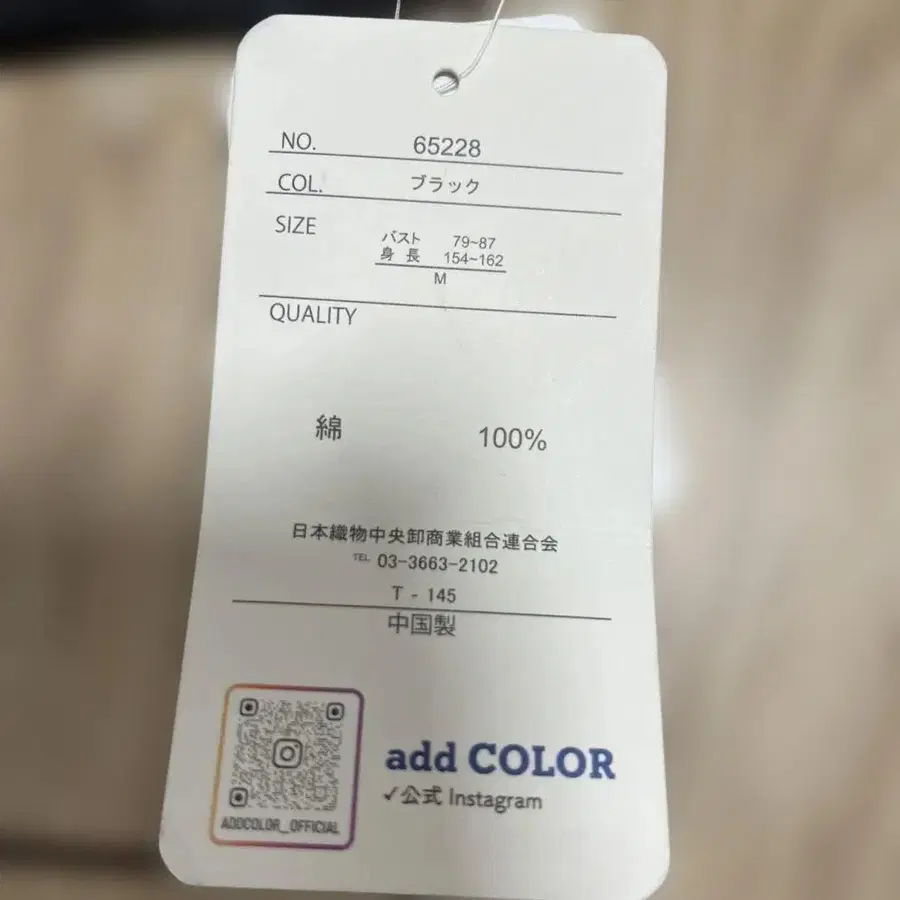 NO. 65228
COL. ブラック
SIZE
バスト 79~87
身長 154~162
M
QUALITY
綿 100%
日本織物中央卸商業組合連合会
TEL 03-3663-2102
T - 145
中国製
add COLOR
✓公式 Instagram
ADDCOLOR_OFFICIAL